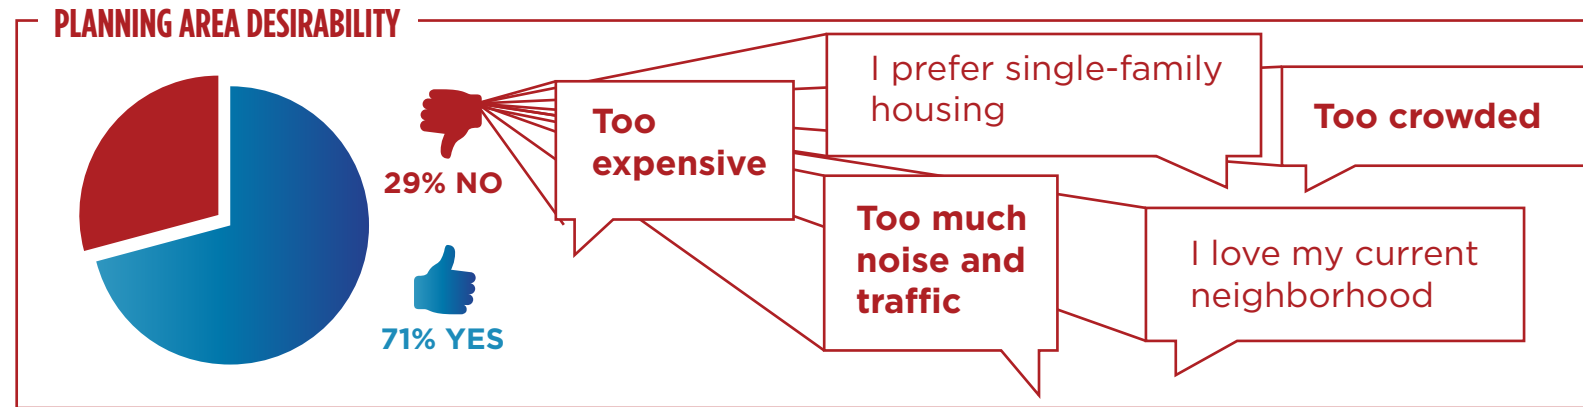 PLANNING AREA DESIRABILITY
29% NO
71% YES
Too
expensive
I prefer single-family
housing
Too crowded
Too much
noise and
traffic
I love my current
neighborhood